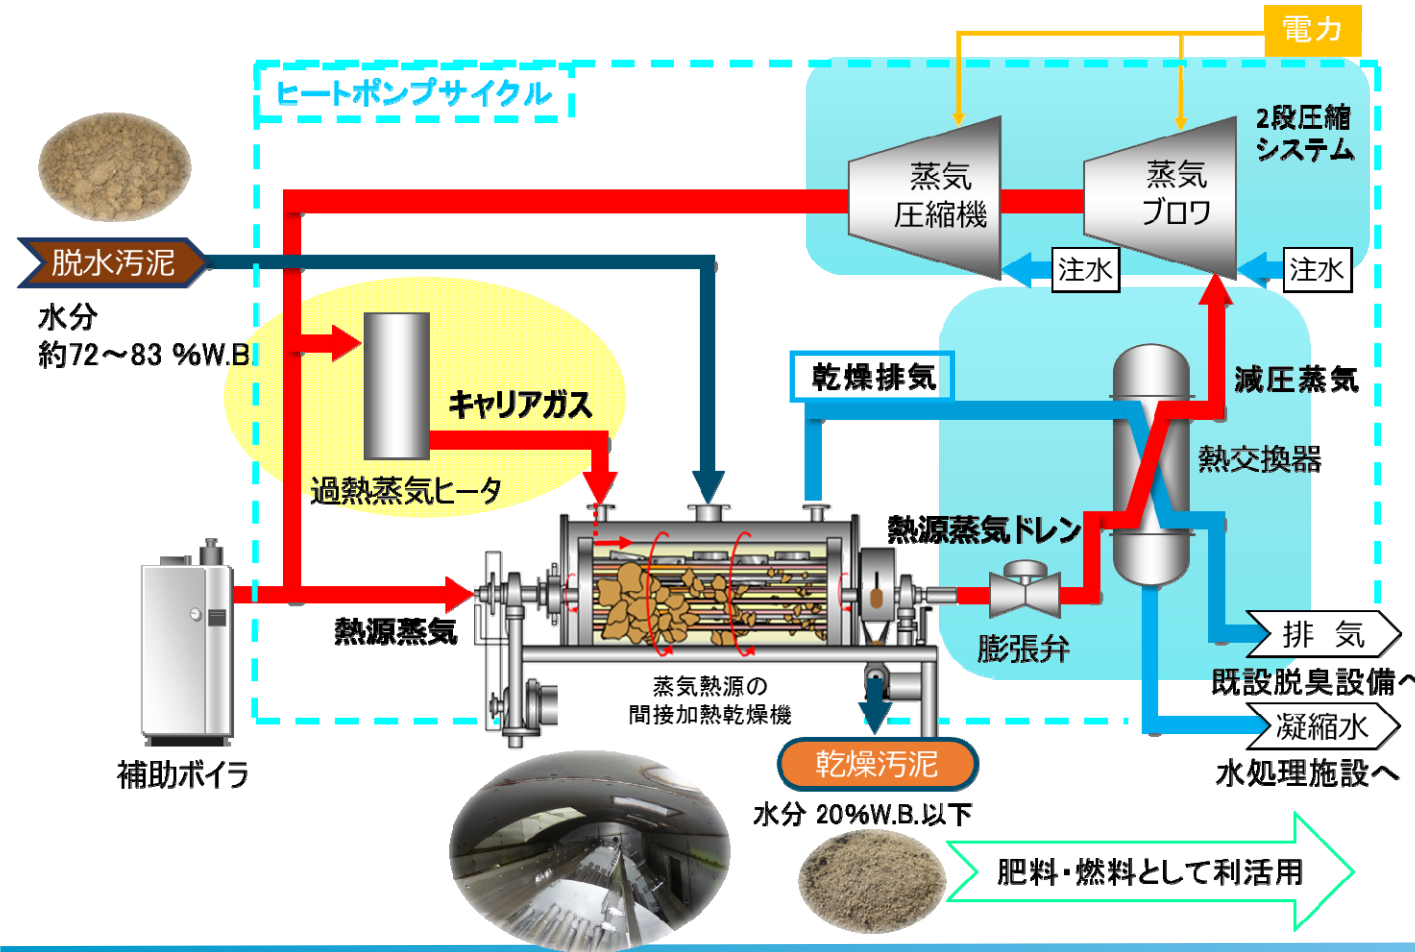 電力
ヒートポンプサイクル
2段圧縮
システム
蒸気
圧縮機
蒸気
ブロワ
脱水汚泥
注水
注水
水分
約72～83 %W.B.
乾燥排気
減圧蒸気
キャリアガス
熱交換器
過熱蒸気ヒータ
熱源蒸気ドレン
熱源蒸気
膨張弁
排 気
既設脱臭設備へ
蒸気熱源の
間接加熱乾燥機
凝縮水
水処理施設へ
補助ボイラ
乾燥汚泥
水分 20%W.B.以下
肥料・燃料として利活用